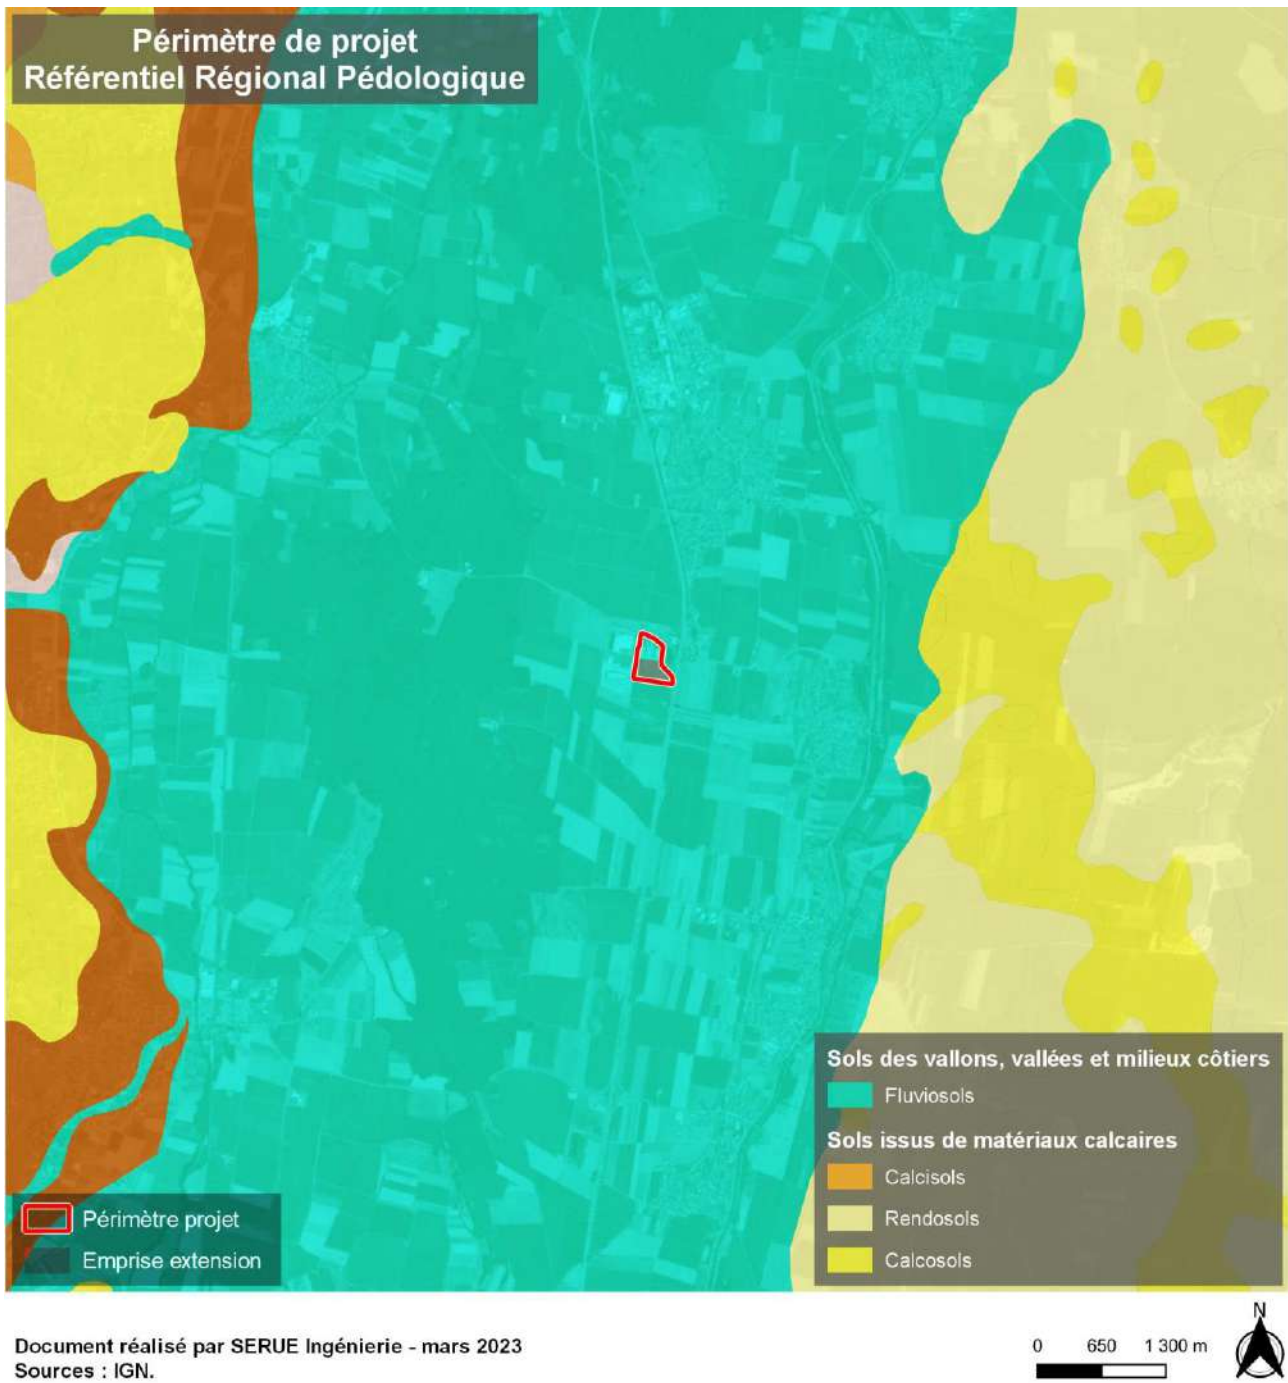 Périmètre de projet
Référentiel Régional Pédologique
Sols des vallons, vallées et milieux côtiers
Fluviosols
Sols issus de matériaux calcaires
Calcisols
Rendosols
Calcosols
Périmètre projet
Emprise extension
Document réalisé par SERUE Ingénierie - mars 2023
Sources : IGN.
0 650 1 300 m
N